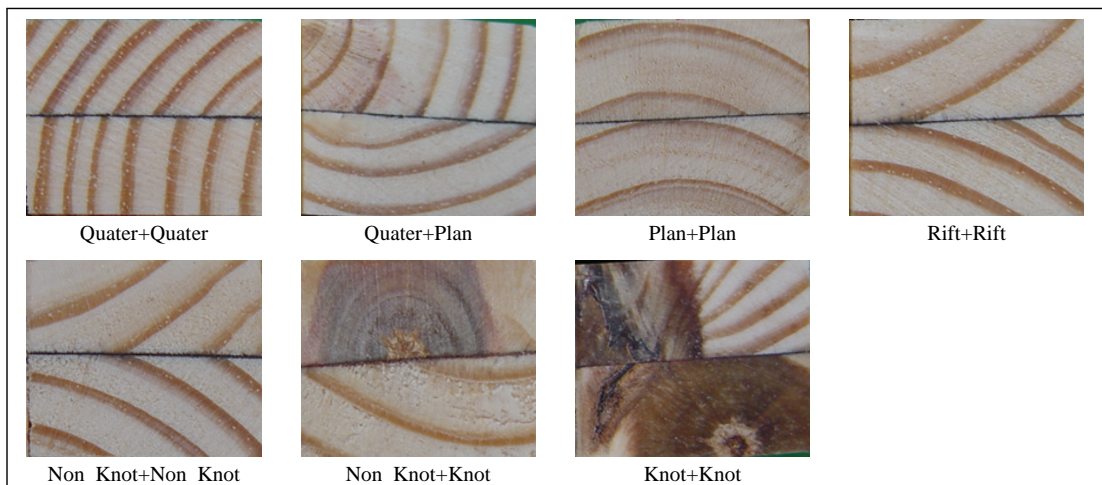 Quater+Quater
Quater+Plan
Plan+Plan
Rift+Rift
Non Knot+Non Knot
Non Knot+Knot
Knot+Knot